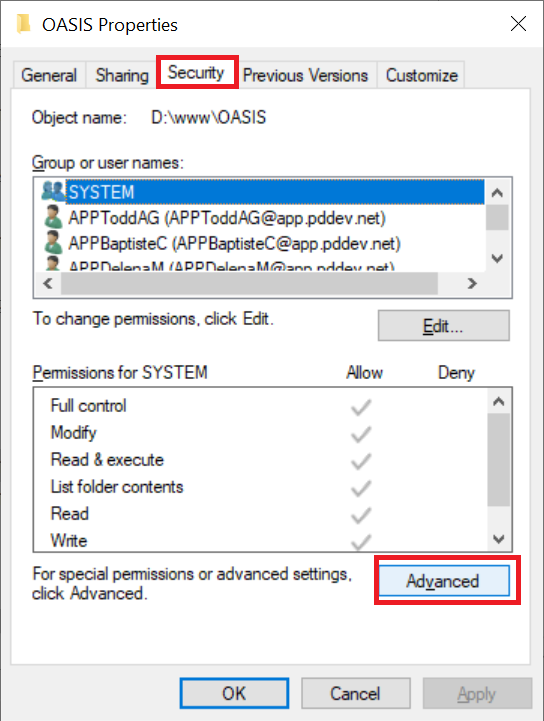 OASIS Properties
General Sharing Security Previous Versions Customize
Object name: D:\www\OASIS
Group or user names:
SYSTEM
APPToddAG (APPToddAG@app.pddev.net)
APPBaptisteC (APPBaptisteC@app.pddev.net)
APPDelenaM (APPDelenaM@app.pddev.net)
To change permissions, click Edit.
Edit...
Permissions for SYSTEM Allow Deny
Full control
Modify
Read & execute
List folder contents
Read
Write
For special permissions or advanced settings,
click Advanced.
Advanced
OK Cancel Apply